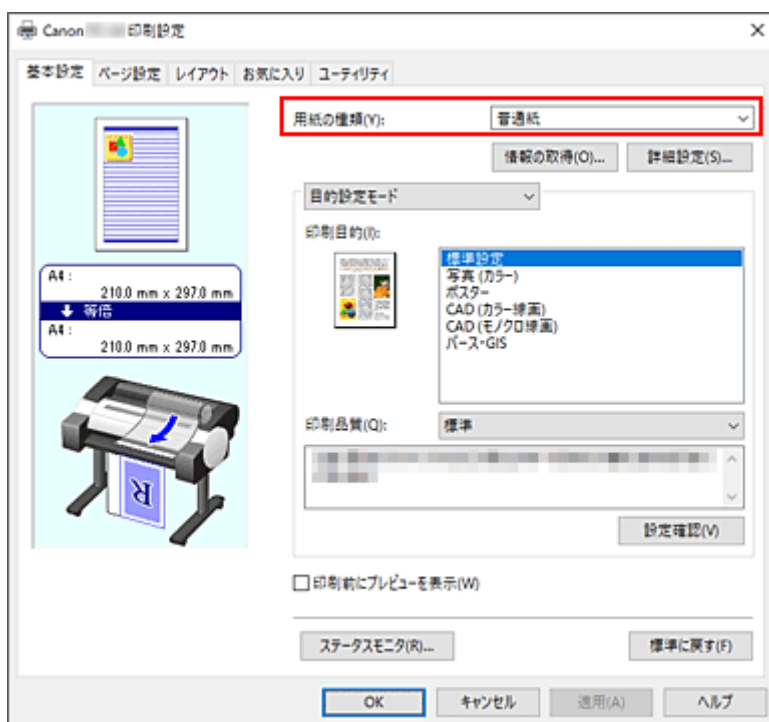 Canon 印刷設定
基本設定 ページ設定 レイアウト お気に入り ユーティリティ
用紙の種類(Y): 普通紙
情報の取得(O)... 詳細設定(S)...
目的設定モード
印刷目的(I):
標準設定
写真 (カラー)
ポスター
CAD (カラー線画)
CAD (モノクロ線画)
パース・GIS
A4 :
210.0 mm x 297.0 mm
等倍
A4 :
210.0 mm x 297.0 mm
R
印刷品質(Q): 標準
設定確認(V)
印刷前にプレビューを表示(W)
ステータスモニタ(R)... 標準に戻す(F)
OK キャンセル 適用(A) ヘルプ